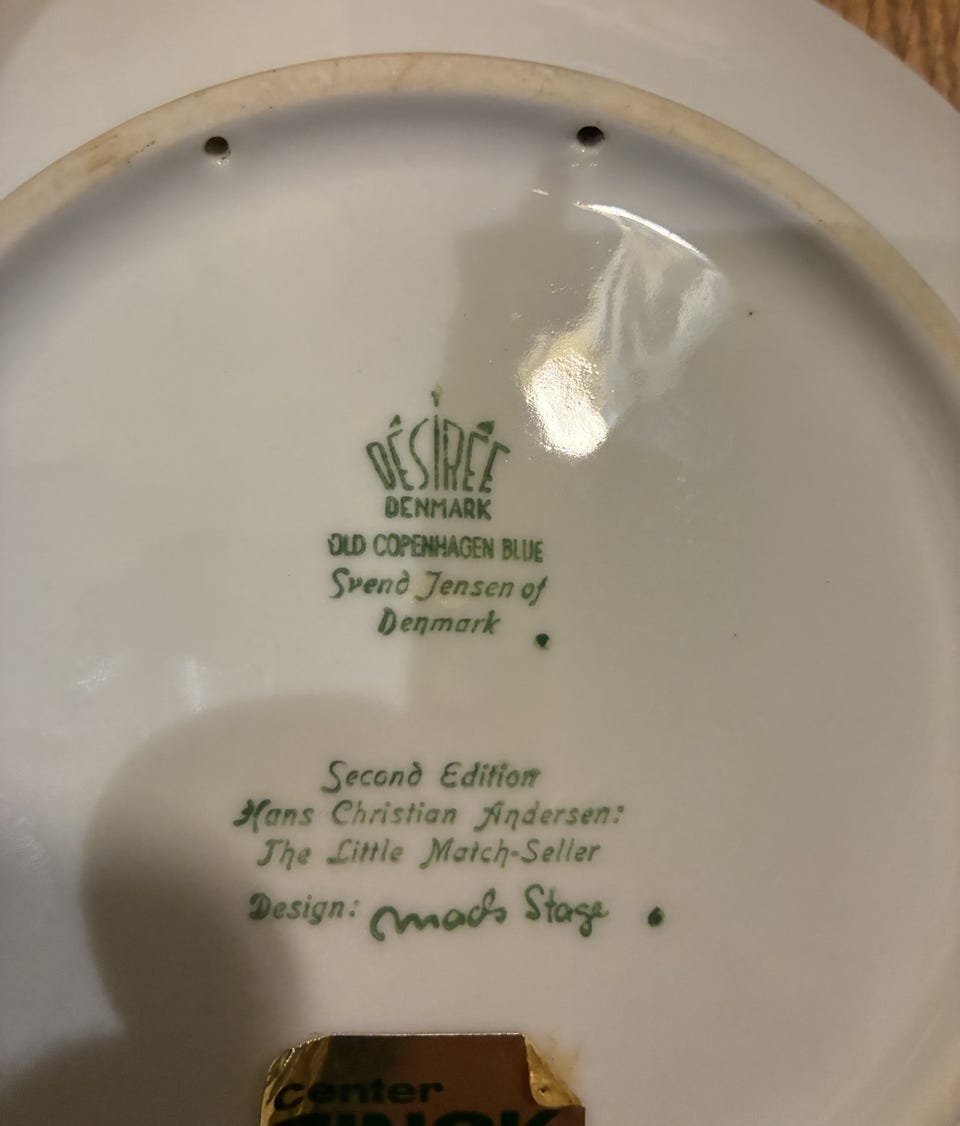 DÉSIRÉE
DENMARK
OLD COPENHAGEN BLUE
Svend Jensen of
Denmark
Second Edition
Hans Christian Andersen:
The Little Match-Seller
Design: Mads Stage
center